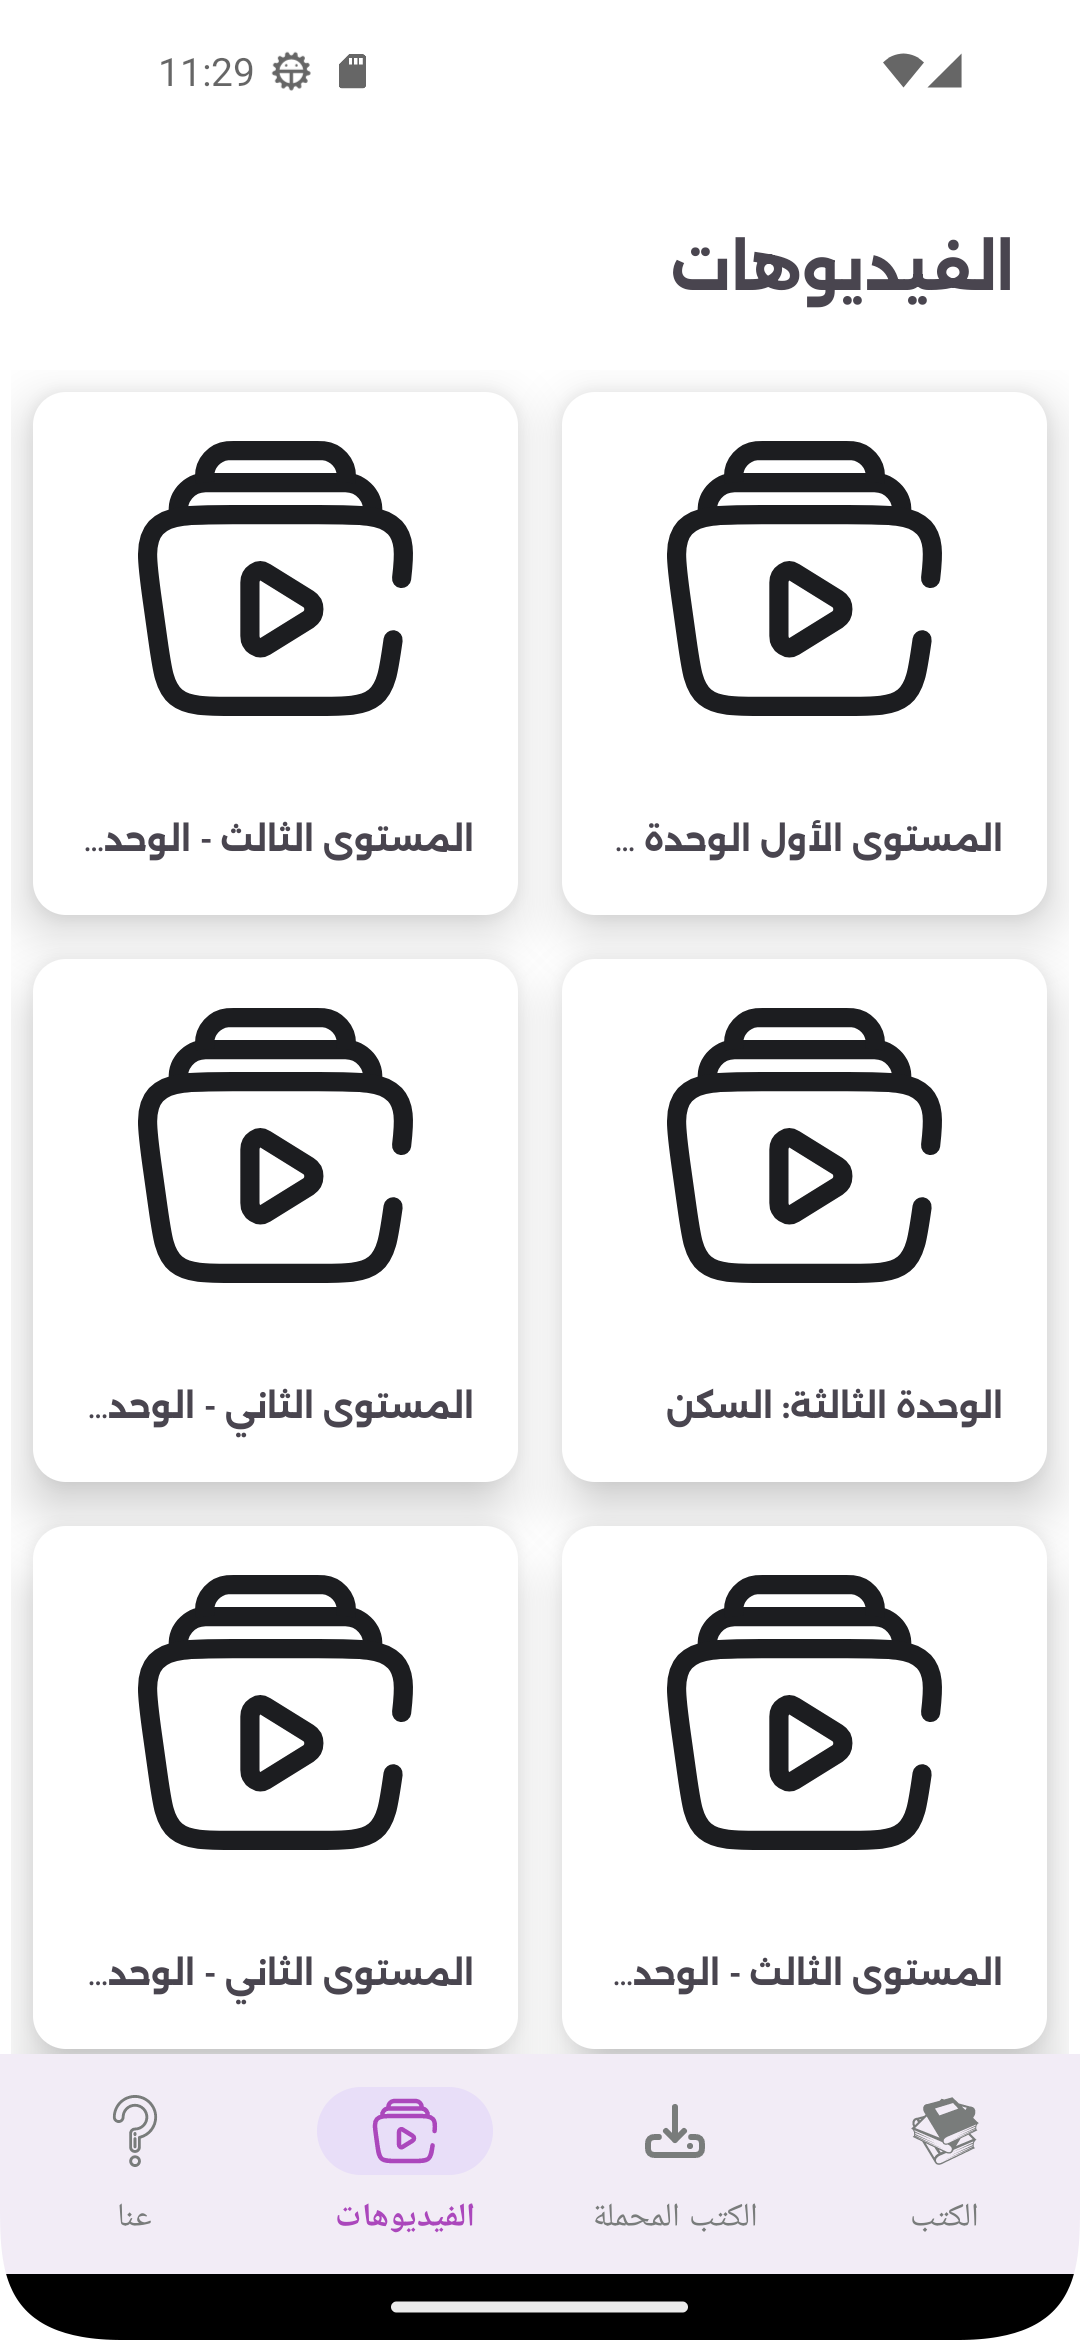 11:29
الفيديوهات
المستوى الأول الوحدة ...
المستوى الثالث - الوحد...
الوحدة الثالثة: السكن
المستوى الثاني - الوحد...
المستوى الثالث - الوحد...
المستوى الثاني - الوحد...
الكتب
الكتب المحملة
الفيديوهات
عنا